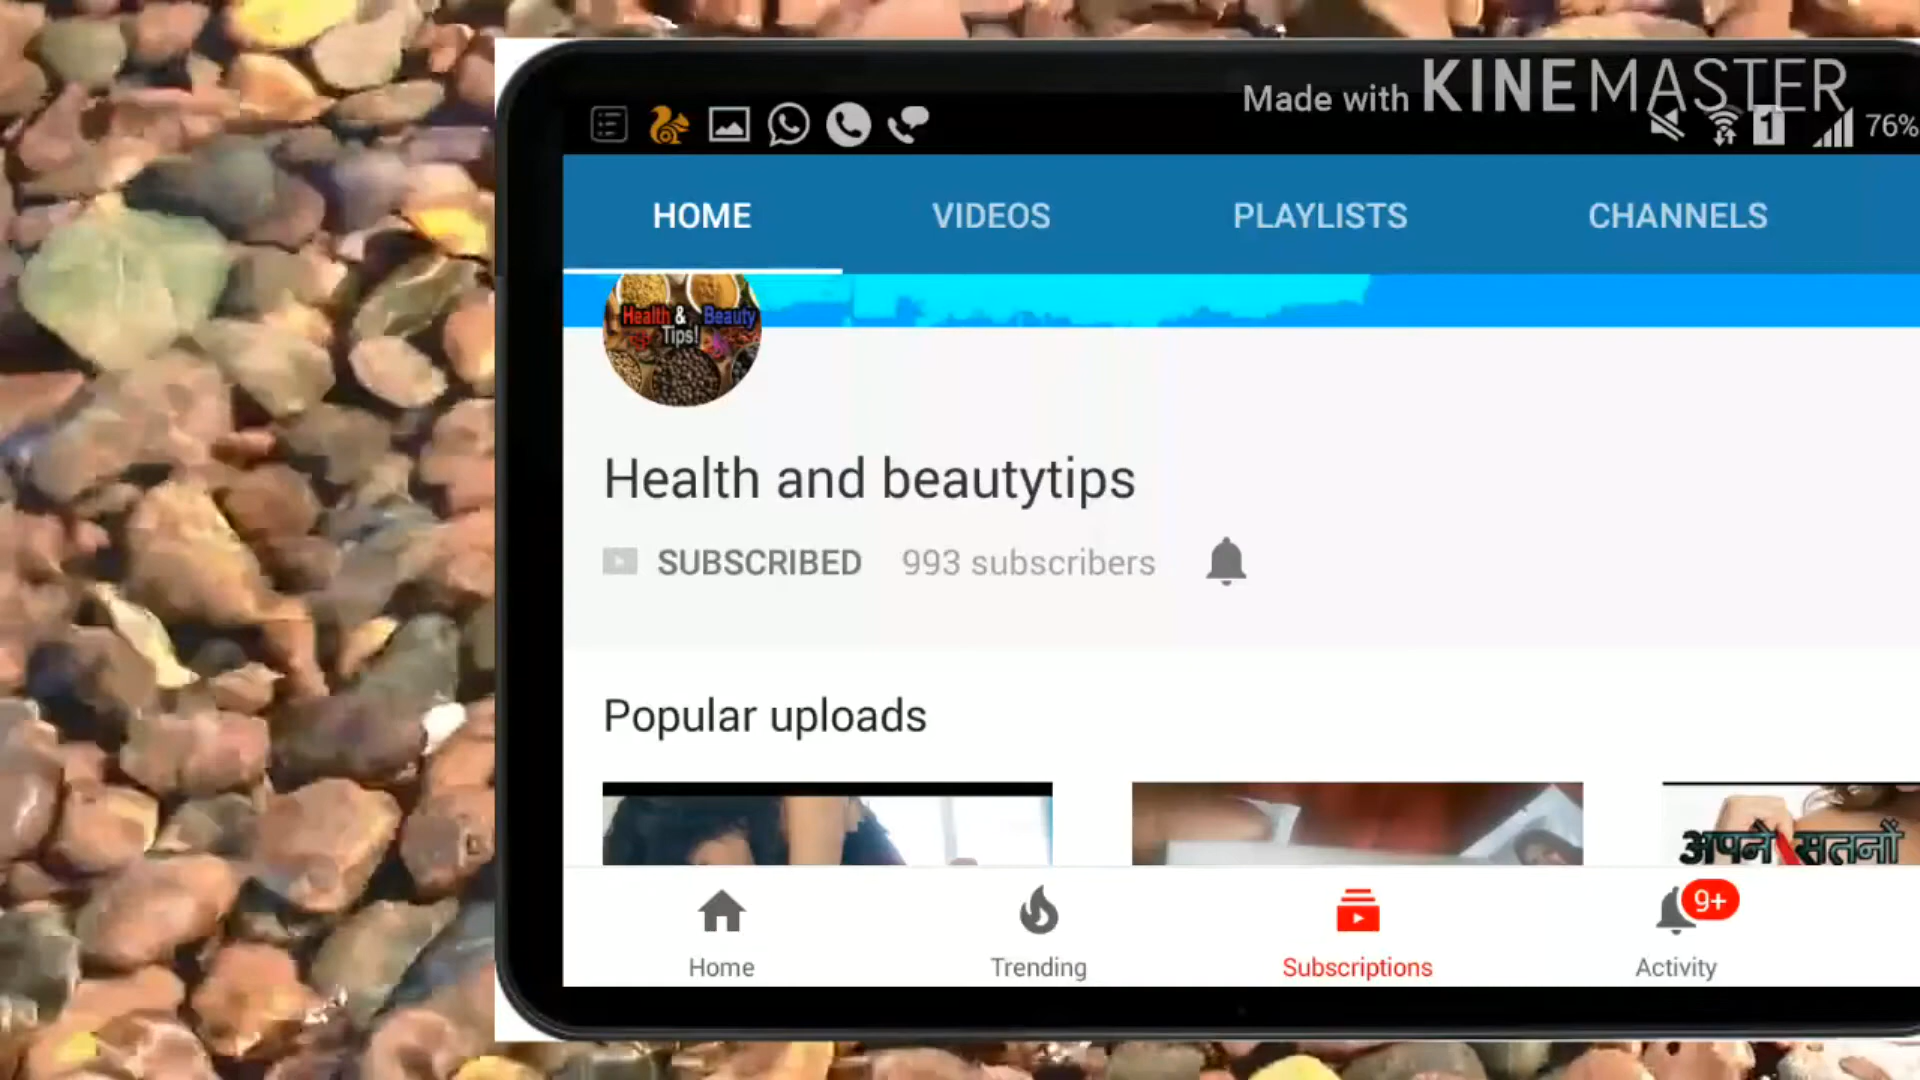 Made with KINEMASTER
1 76%
HOME VIDEOS PLAYLISTS CHANNELS
Health & Beauty
Tips!
Health and beautytips
SUBSCRIBED 993 subscribers
Popular uploads
अपने सतनों
9+
Home Trending Subscriptions Activity